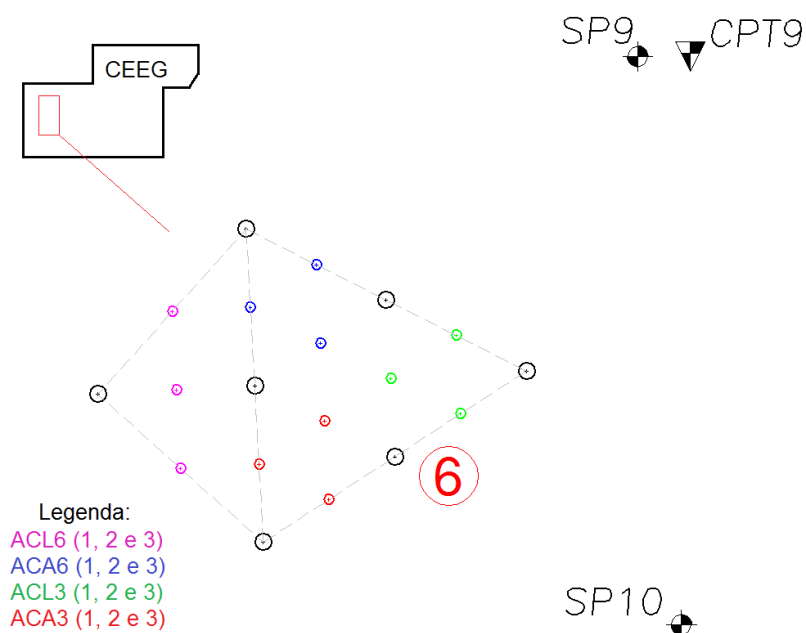 SP9 CPT9
CEEG
6
Legenda:
ACL6 (1, 2 e 3)
ACA6 (1, 2 e 3)
ACL3 (1, 2 e 3)
ACA3 (1, 2 e 3)
SP10